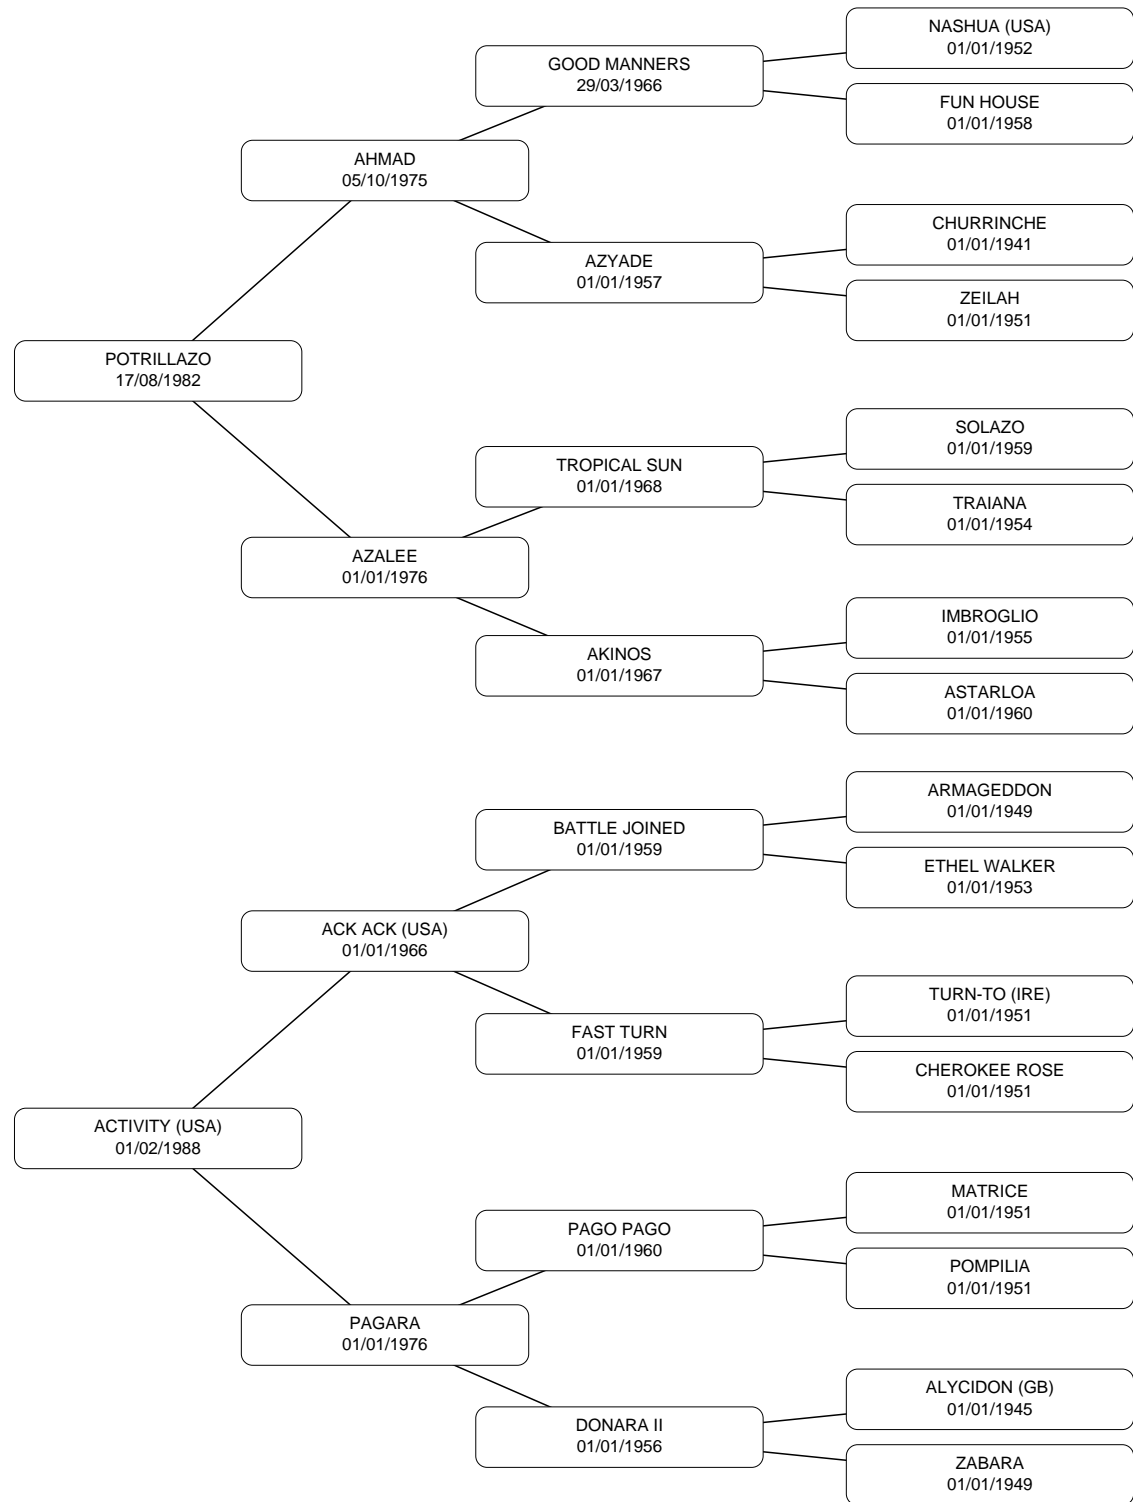 NASHUA (USA)
01/01/1952
GOOD MANNERS
29/03/1966
FUN HOUSE
01/01/1958
AHMAD
05/10/1975
CHURRINCHE
01/01/1941
AZYADE
01/01/1957
ZEILAH
01/01/1951
POTRILLAZO
17/08/1982
SOLAZO
01/01/1959
TROPICAL SUN
01/01/1968
TRAIANA
01/01/1954
AZALEE
01/01/1976
IMBROGLIO
01/01/1955
AKINOS
01/01/1967
ASTARLOA
01/01/1960
ARMAGEDDON
01/01/1949
BATTLE JOINED
01/01/1959
ETHEL WALKER
01/01/1953
ACK ACK (USA)
01/01/1966
TURN-TO (IRE)
01/01/1951
FAST TURN
01/01/1959
CHEROKEE ROSE
01/01/1951
ACTIVITY (USA)
01/02/1988
MATRICE
01/01/1951
PAGO PAGO
01/01/1960
POMPILIA
01/01/1951
PAGARA
01/01/1976
ALYCIDON (GB)
01/01/1945
DONARA II
01/01/1956
ZABARA
01/01/1949